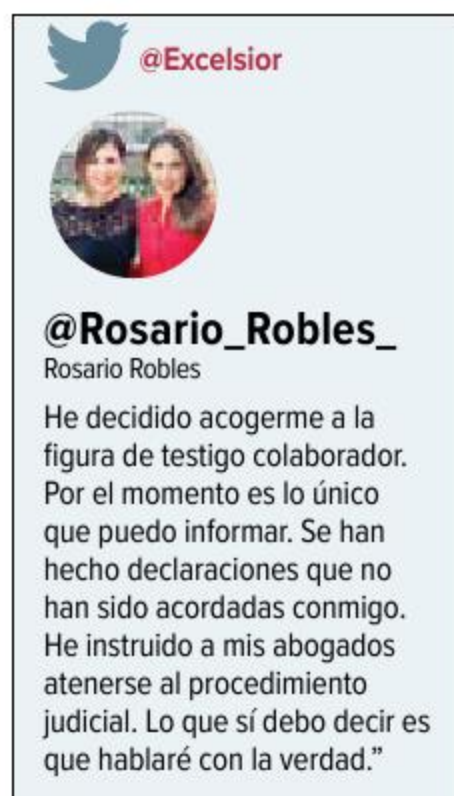 @Excelsior
@Rosario_Robles_
Rosario Robles
He decidido acogerme a la
figura de testigo colaborador.
Por el momento es lo único
que puedo informar. Se han
hecho declaraciones que no
han sido acordadas conmigo.
He instruido a mis abogados
atenerse al procedimiento
judicial. Lo que sí debo decir es
que hablaré con la verdad.”